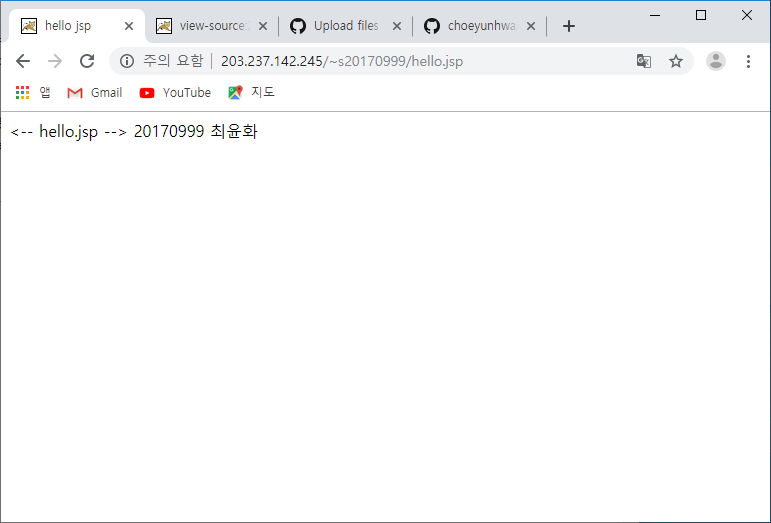 hello jsp view-source: Upload files choeyunhwa
주의 요함 203.237.142.245/~s20170999/hello.jsp
앱 Gmail YouTube 지도
<-- hello.jsp --> 20170999 최윤화